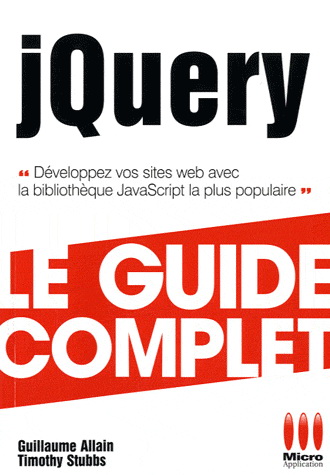 jQuery
“ Développez vos sites web avec
la bibliothèque JavaScript la plus populaire ”
LE GUIDE
COMPLET
Guillaume Allain
Timothy Stubbs
Micro
Application